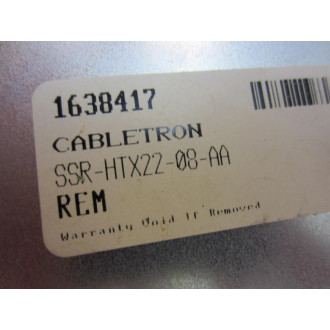 1638417
CABLETRON
SSR-HTX22-08-AA
REM
Warranty Void If Removed